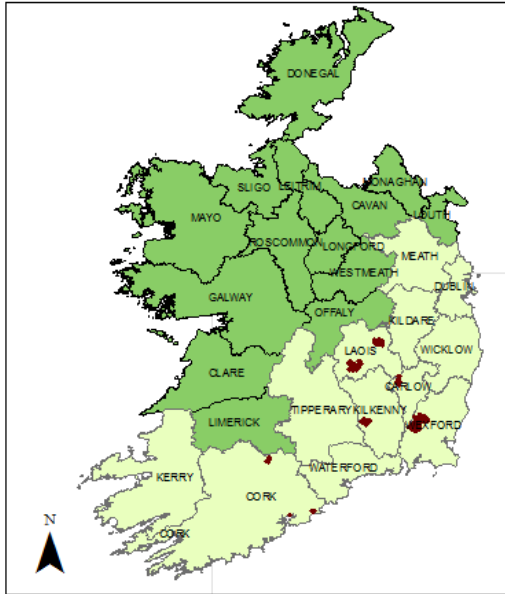 DONEGAL
MONAGHAN
SLIGO
LEITRIM
CAVAN
LOUTH
MAYO
ROSCOMMON
LONGFORD
MEATH
WESTMEATH
DUBLIN
GALWAY
OFFALY
KILDARE
LAOIS
WICKLOW
CLARE
CARLOW
TIPPERARY
KILKENNY
LIMERICK
WEXFORD
WATERFORD
KERRY
CORK
N
CORK